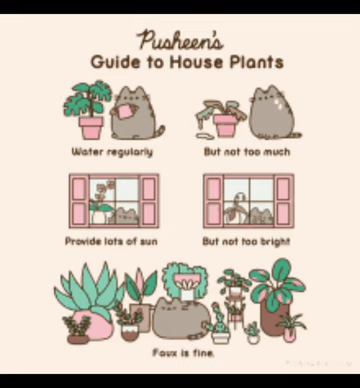 Pusheen's
Guide to House Plants
Water regularly
But not too much
Provide lots of sun
But not too bright
Faux is fine.